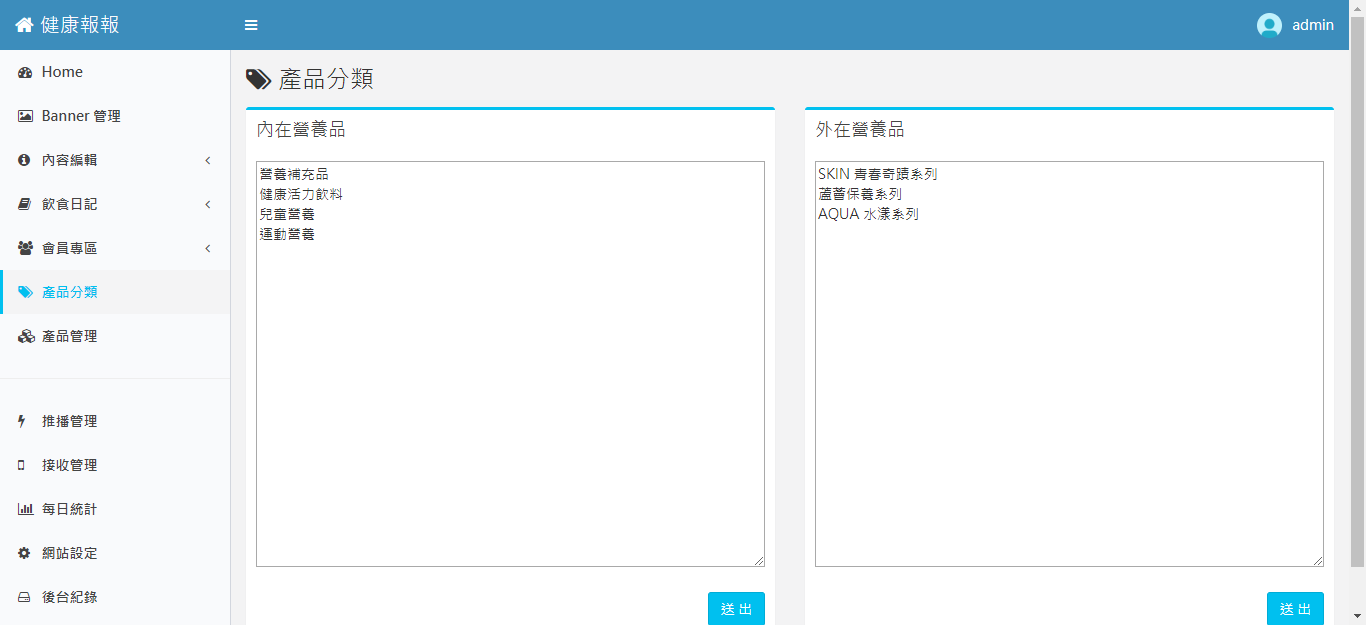 健康報報
admin
Home
Banner 管理
內容編輯
飲食日記
會員專區
產品分類
產品管理
推播管理
接收管理
每日統計
網站設定
後台紀錄
產品分類
內在營養品
營養補充品
健康活力飲料
兒童營養
運動營養
送 出
外在營養品
SKIN 青春奇蹟系列
蘆薈保養系列
AQUA 水漾系列
送 出